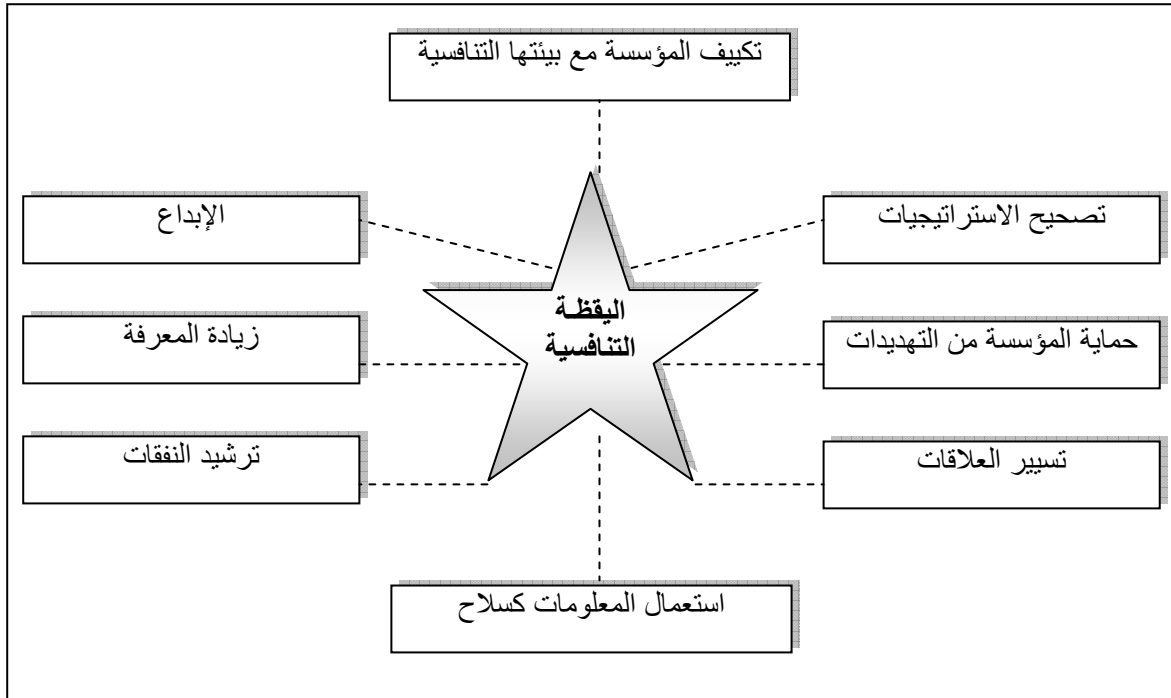 تكييف المؤسسة مع بيئتها التنافسية
تصحيح الاستراتيجيات
الإبداع
اليقظة
التنافسية
حماية المؤسسة من التهديدات
زيادة المعرفة
تسيير العلاقات
ترشيد النفقات
استعمال المعلومات كسلاح